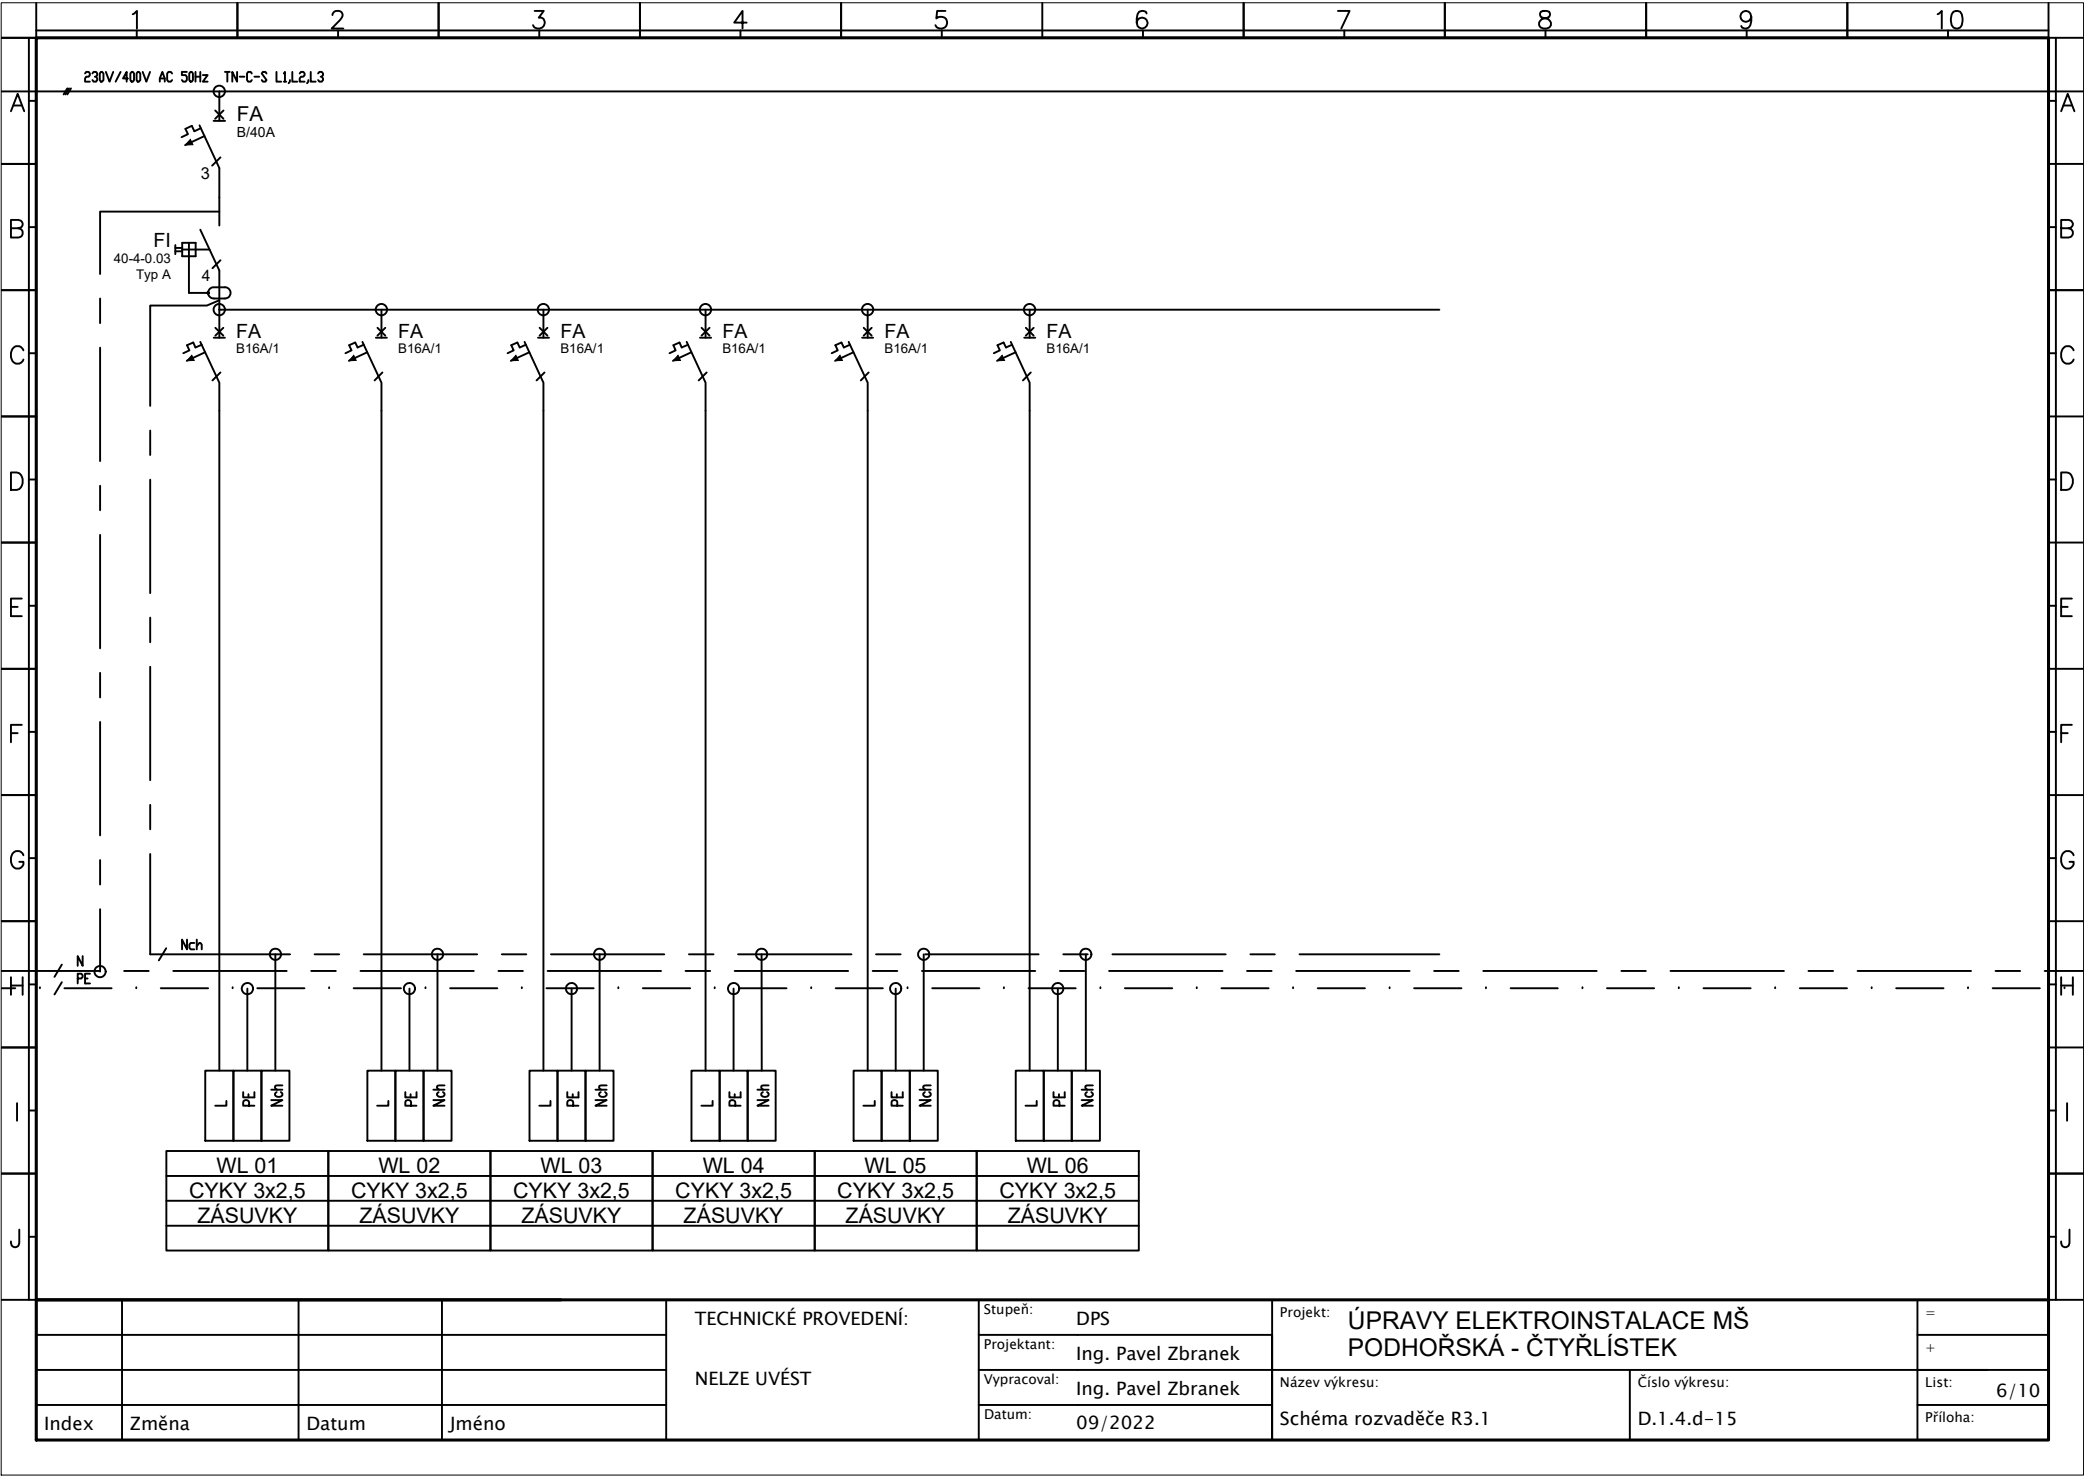 1 2 3 4 5 6 7 8 9 10
230V/400V AC 50Hz TN-C-S L1,L2,L3
A A
FA
B/40A
3
B B
FI
40-4-0.03
Typ A
4
FA FA FA FA FA FA
B16A/1 B16A/1 B16A/1 B16A/1 B16A/1 B16A/1
C C
D D
E E
F F
G G
Nch
N
PE
H H
L PE Nch L PE Nch L PE Nch L PE Nch L PE Nch L PE Nch
I I
WL 01 WL 02 WL 03 WL 04 WL 05 WL 06
CYKY 3x2,5 CYKY 3x2,5 CYKY 3x2,5 CYKY 3x2,5 CYKY 3x2,5 CYKY 3x2,5
ZÁSUVKY ZÁSUVKY ZÁSUVKY ZÁSUVKY ZÁSUVKY ZÁSUVKY
J J
Index Změna Datum Jméno
TECHNICKÉ PROVEDENÍ:
NELZE UVÉST
Stupeň: DPS
Projektant: Ing. Pavel Zbranek
Vypracoval: Ing. Pavel Zbranek
Datum: 09/2022
Projekt: ÚPRAVY ELEKTROINSTALACE MŠ
PODHOŘSKÁ - ČTYŘLÍSTEK
Název výkresu:
Schéma rozvaděče R3.1
Číslo výkresu:
D.1.4.d-15
=
+
List: 6/10
Příloha: